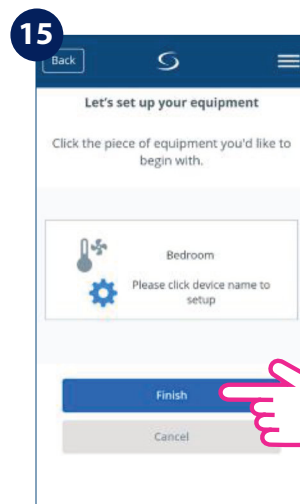 15
Back
Let's set up your equipment
Click the piece of equipment you'd like to
begin with.
Bedroom
Please click device name to
setup
Finish
Cancel